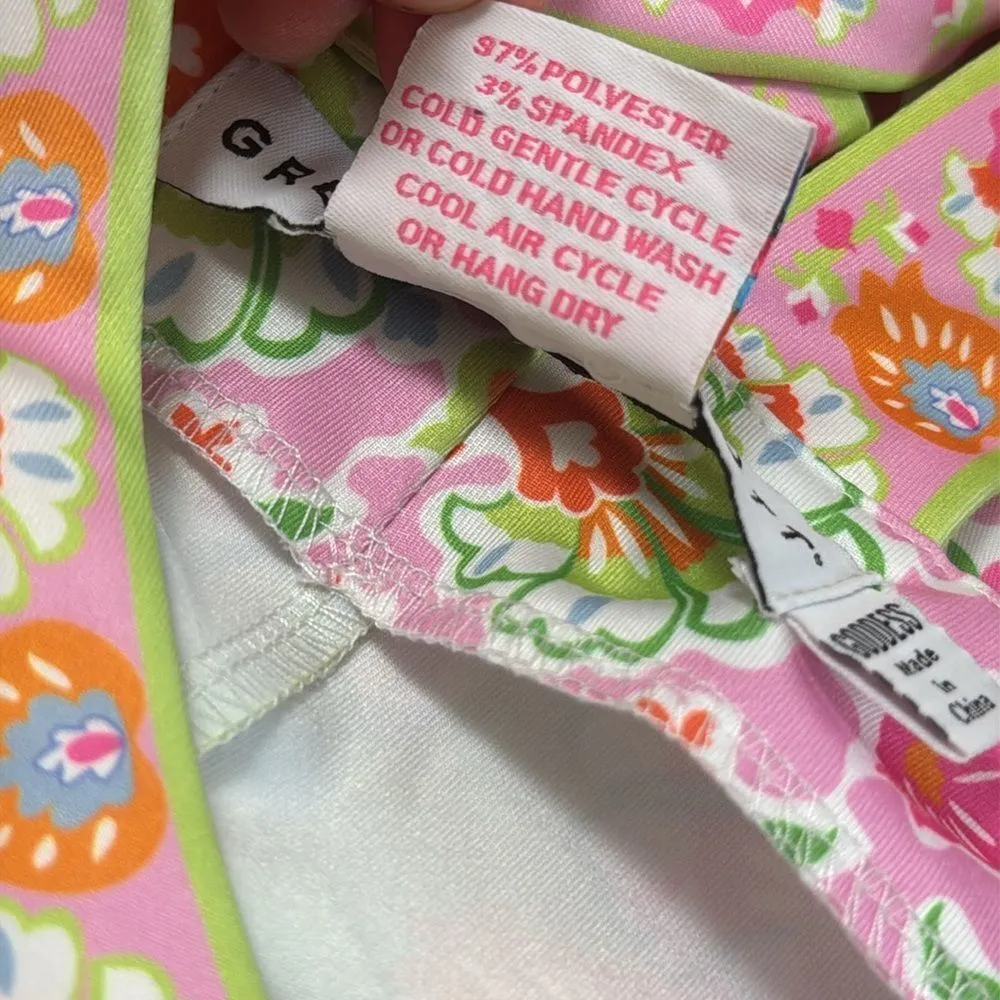 97% POLYESTER
3% SPANDEX
COLD GENTLE CYCLE
OR COLD HAND WASH
COOL AIR CYCLE
OR HANG DRY
GR
GODDESS
Made
in
China